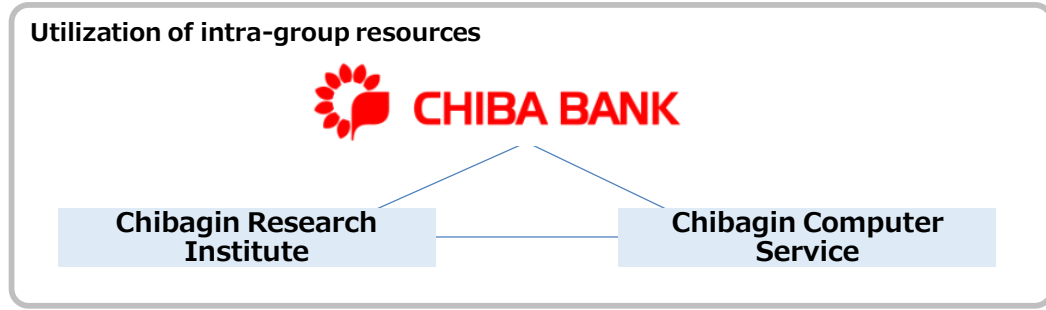 Utilization of intra-group resources
CHIBA BANK
Chibagin Research
Institute
Chibagin Computer
Service